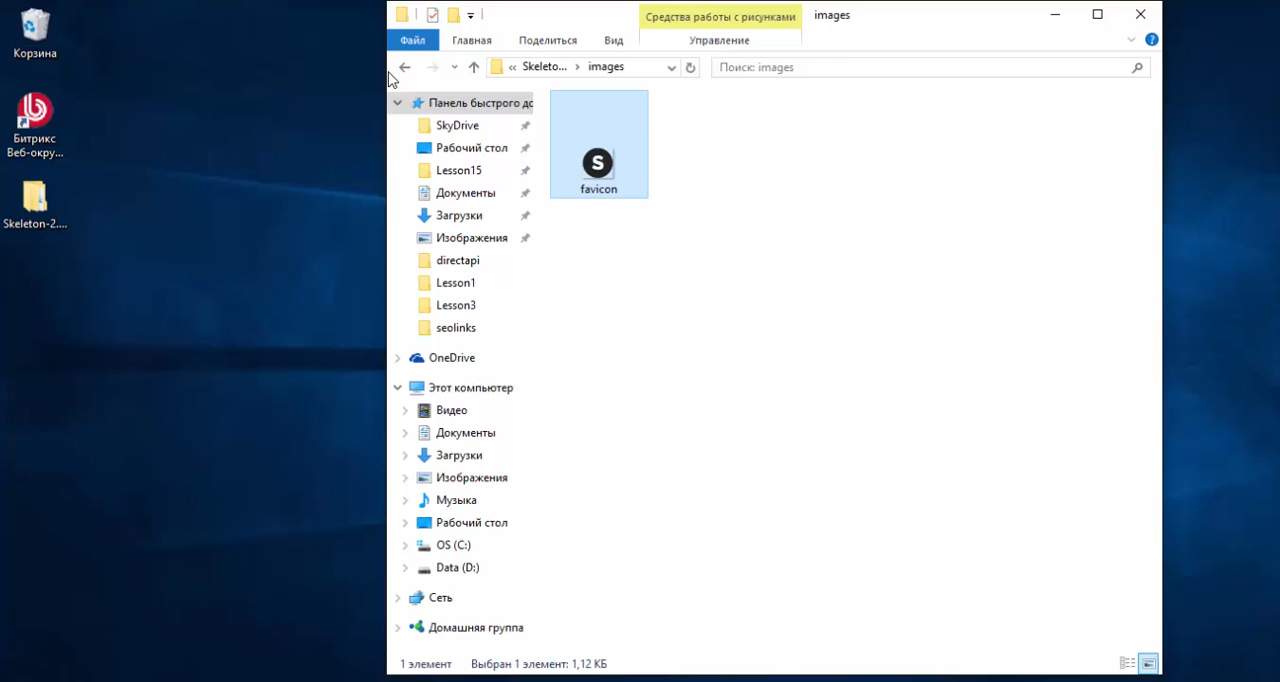 Корзина
Битрикс
Веб-окру...
Skeleton-2....
Средства работы с рисунками
images
Файл
Главная
Поделиться
Вид
Управление
« Skeleto... > images
Поиск: images
Панель быстрого до
SkyDrive
Рабочий стол
Lesson15
Документы
Загрузки
Изображения
directapi
Lesson1
Lesson3
seolinks
OneDrive
Этот компьютер
Видео
Документы
Загрузки
Изображения
Музыка
Рабочий стол
OS (C:)
Data (D:)
Сеть
Домашняя группа
S
favicon
1 элемент
Выбран 1 элемент: 1,12 КБ